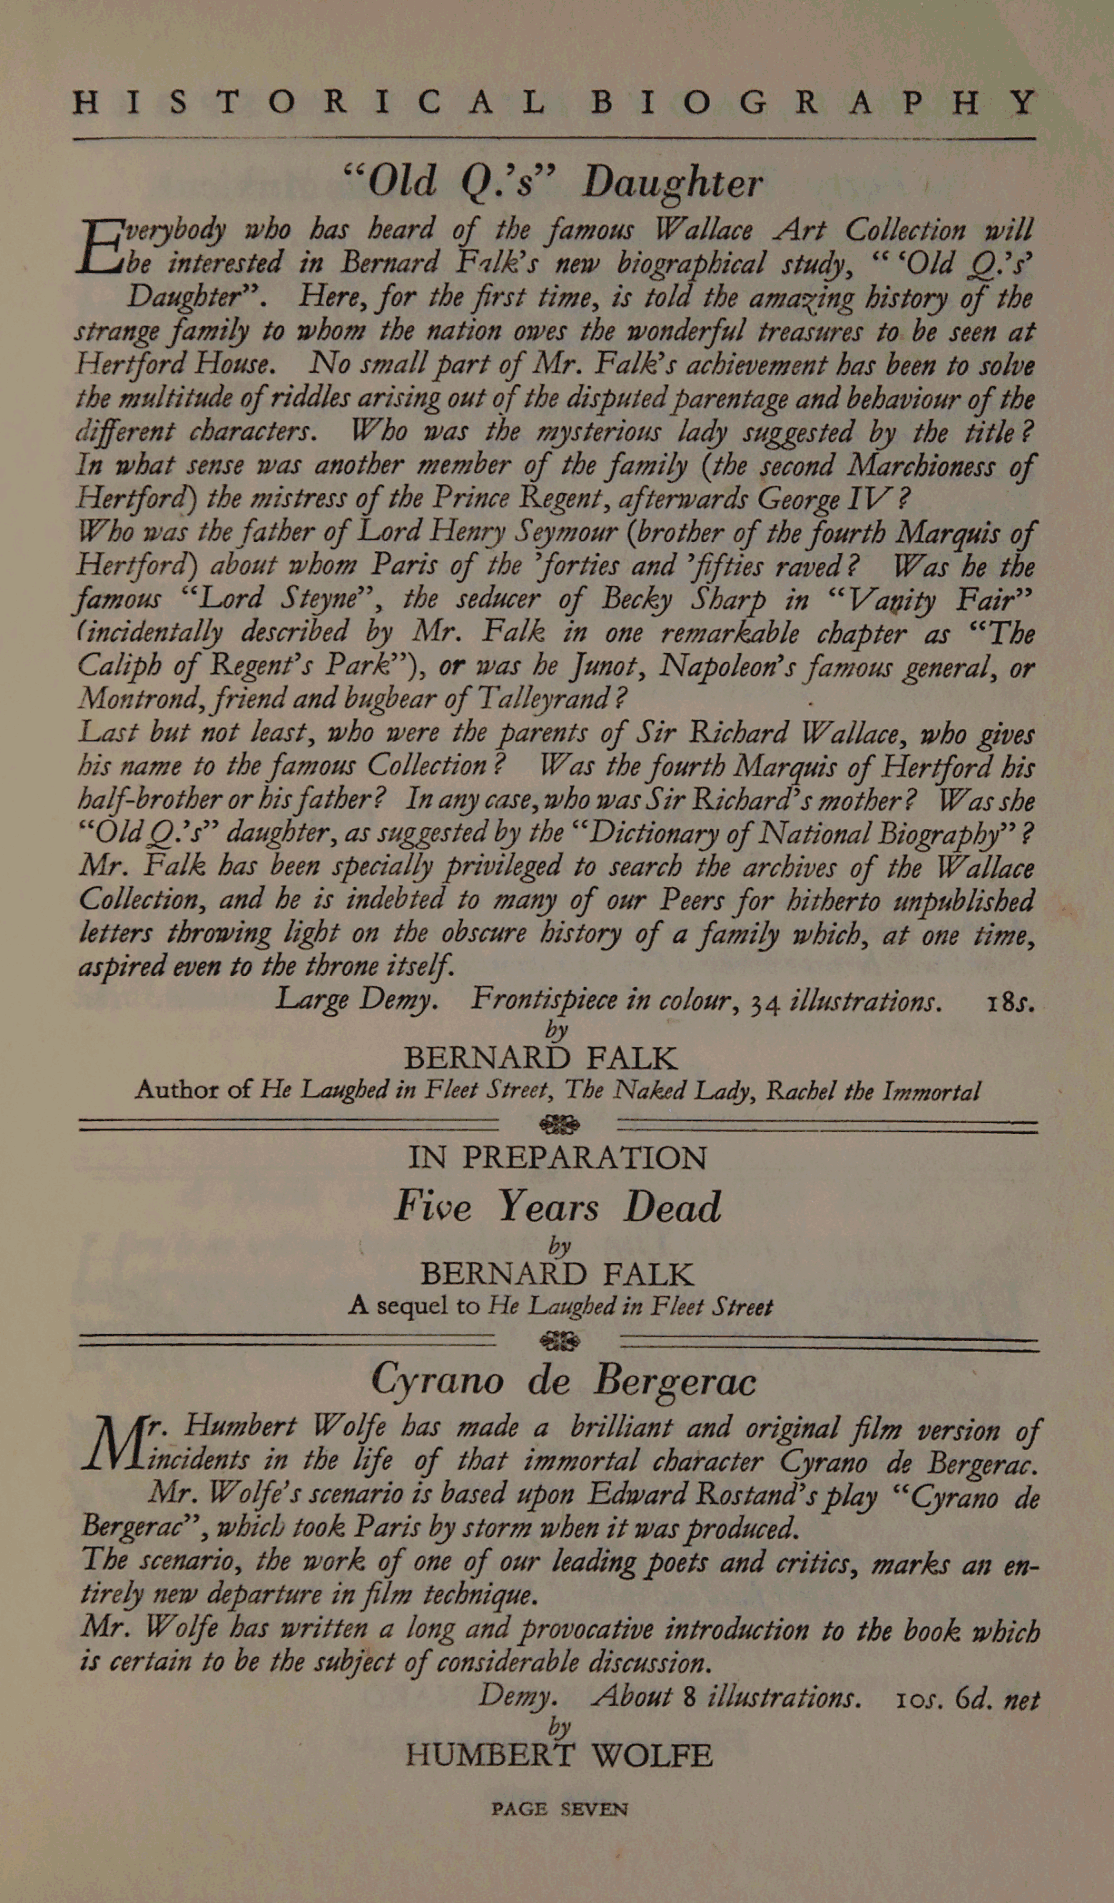 HISTORICAL BIOGRAPHY
“Old Q.’s” Daughter
Everybody who has heard of the famous Wallace Art Collection will
be interested in Bernard Falk’s new biographical study, “ ‘Old Q.’s’
Daughter”. Here, for the first time, is told the amazing history of the
strange family to whom the nation owes the wonderful treasures to be seen at
Hertford House. No small part of Mr. Falk’s achievement has been to solve
the multitude of riddles arising out of the disputed parentage and behaviour of the
different characters. Who was the mysterious lady suggested by the title?
In what sense was another member of the family (the second Marchioness of
Hertford) the mistress of the Prince Regent, afterwards George IV?
Who was the father of Lord Henry Seymour (brother of the fourth Marquis of
Hertford) about whom Paris of the ’forties and ’fifties raved? Was he the
famous “Lord Steyne”, the seducer of Becky Sharp in “Vanity Fair”
(incidentally described by Mr. Falk in one remarkable chapter as “The
Caliph of Regent’s Park”), or was he Junot, Napoleon’s famous general, or
Montrond, friend and bugbear of Talleyrand?
Last but not least, who were the parents of Sir Richard Wallace, who gives
his name to the famous Collection? Was the fourth Marquis of Hertford his
half-brother or his father? In any case, who was Sir Richard’s mother? Was she
“Old Q.’s” daughter, as suggested by the “Dictionary of National Biography”?
Mr. Falk has been specially privileged to search the archives of the Wallace
Collection, and he is indebted to many of our Peers for hitherto unpublished
letters throwing light on the obscure history of a family which, at one time,
aspired even to the throne itself.
Large Demy. Frontispiece in colour, 34 illustrations. 18s.
by
BERNARD FALK
Author of He Laughed in Fleet Street, The Naked Lady, Rachel the Immortal
IN PREPARATION
Five Years Dead
by
BERNARD FALK
A sequel to He Laughed in Fleet Street
Cyrano de Bergerac
Mr. Humbert Wolfe has made a brilliant and original film version of
incidents in the life of that immortal character Cyrano de Bergerac.
Mr. Wolfe’s scenario is based upon Edward Rostand’s play “Cyrano de
Bergerac”, which took Paris by storm when it was produced.
The scenario, the work of one of our leading poets and critics, marks an en-
tirely new departure in film technique.
Mr. Wolfe has written a long and provocative introduction to the book which
is certain to be the subject of considerable discussion.
Demy. About 8 illustrations. 10s. 6d. net
by
HUMBERT WOLFE
PAGE SEVEN